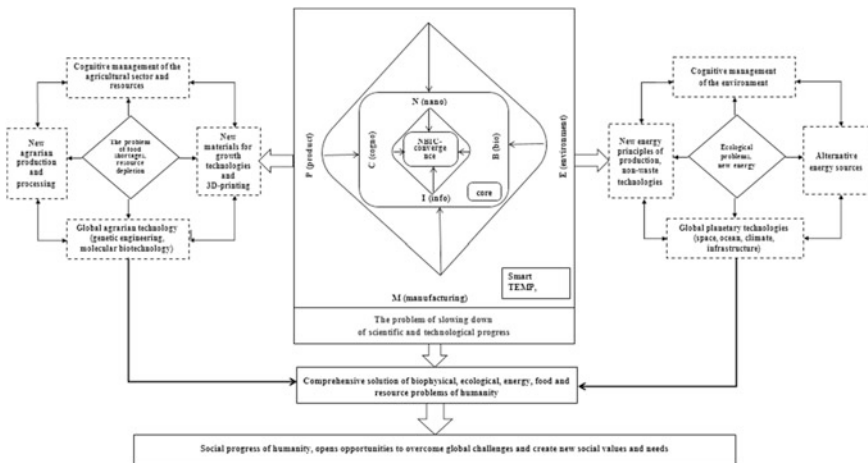 Cognitive management of the
agricultural sector and
resources
New
agrarian
production
and
processing
The problem
of food
shortages,
resource
depletion
New
materials for
growth
technologies
and
3D-printing
Global agrarian technology
(genetic engineering,
molecular biotechnology)
P (product)
N (nano)
C (cogno)
NBIC-
converge
nce
B (bio)
I (info)
core
E (environment)
Smart
TEMP,
M (manufacturing)
The problem of slowing down
of scientific and technological
progress
Cognitive management
of the environment
New energy
principles of
production,
non-waste
technologies
Ecological
problems,
new energy
Alternative
energy sources
Global planetary technologies
(space, ocean, climate,
infrastructure)
Comprehensive solution of biophysical, ecological, energy, food and
resource problems of humanity
Social progress of humanity, opens opportunities to overcome global challenges and create new social values and needs